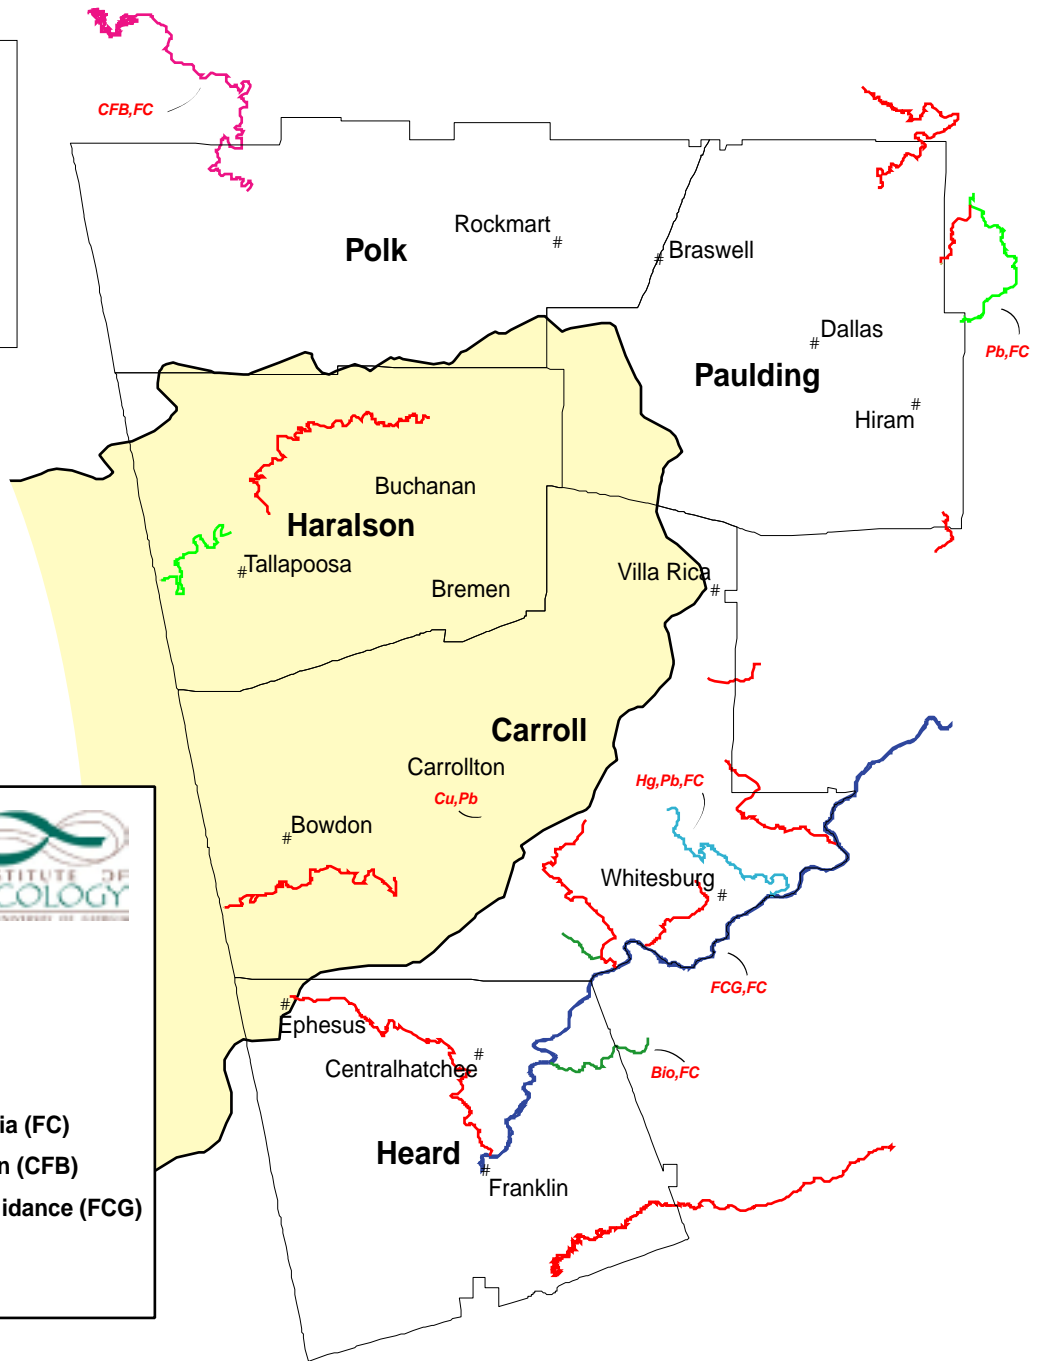 CFB,FC
Rockmart
#
Polk
Braswell
#
Dallas
#
Pb,FC
Paulding
#
Hiram
Buchanan
Haralson
Tallapoosa
#
Villa Rica
#
Bremen
Carroll
Carrollton
Hg,Pb,FC
Cu,Pb
Bowdon
#
Whitesburg
#
OLOGY
FCG,FC
#
Ephesus
#
Centralhatchee
Bio,FC
ia (FC)
Heard
n (CFB)
#
Franklin
idance (FCG)